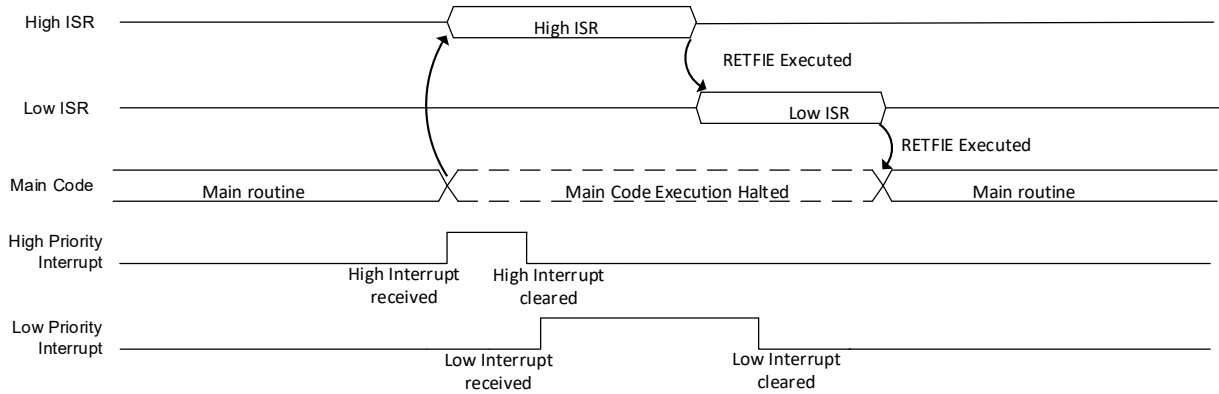 High ISR
High ISR
RETFIE Executed
Low ISR
Low ISR
RETFIE Executed
Main Code
Main routine
Main Code Execution Halted
Main routine
High Priority
Interrupt
High Interrupt
received
High Interrupt
cleared
Low Priority
Interrupt
Low Interrupt
received
Low Interrupt
cleared